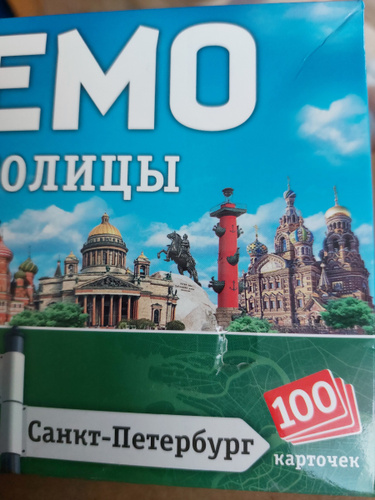 ЕМО
ОЛИЦЫ
Санкт-Петербург
100
карточек